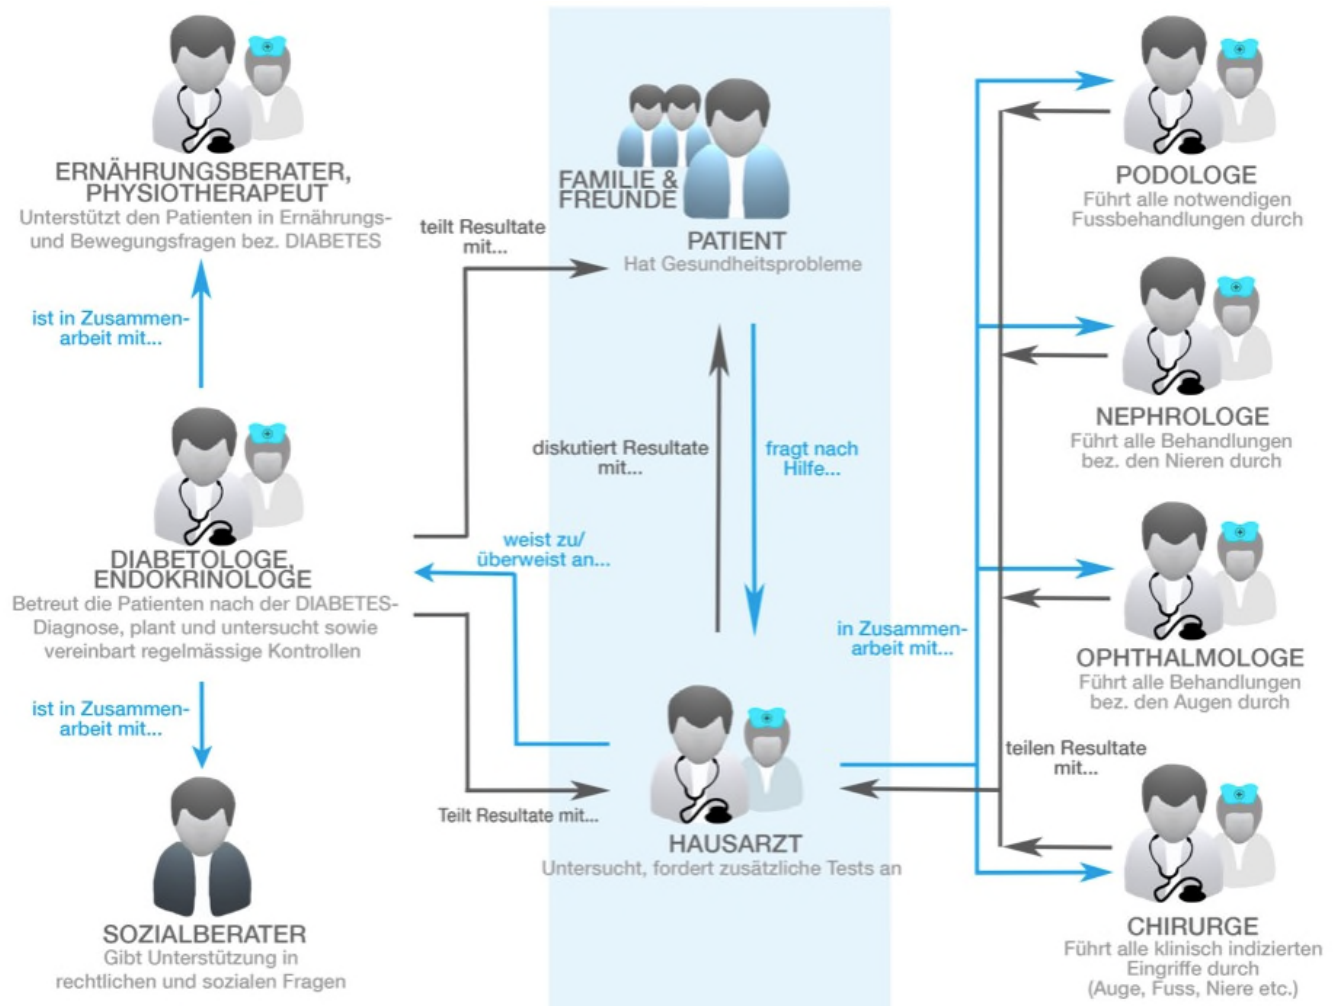 ERNÄHRUNGSBERATER,
PHYSIOTHERAPEUT
Unterstützt den Patienten in Ernährungs-
und Bewegungsfragen bez. DIABETES
ist in Zusammen-
arbeit mit...
DIABETOLOGE,
ENDOKRINOLOGE
Betreut die Patienten nach der DIABETES-
Diagnose, plant und untersucht sowie
vereinbart regelmässige Kontrollen
ist in Zusammen-
arbeit mit...
SOZIALBERATER
Gibt Unterstützung in
rechtlichen und sozialen Fragen
FAMILIE &
FREUNDE
PATIENT
Hat Gesundheitsprobleme
teilt Resultate
mit...
diskutiert Resultate
mit...
fragt nach
Hilfe...
weist zu/
überweist an...
Teilt Resultate mit...
HAUSARZT
Untersucht, fordert zusätzliche Tests an
in Zusammen-
arbeit mit...
teilen Resultate
mit...
PODOLOGE
Führt alle notwendigen
Fussbehandlungen durch
NEPHROLOGE
Führt alle Behandlungen
bez. den Nieren durch
OPHTHALMOLOGE
Führt alle Behandlungen
bez. den Augen durch
CHIRURGE
Führt alle klinisch indizierten
Eingriffe durch
(Auge, Fuss, Niere etc.)